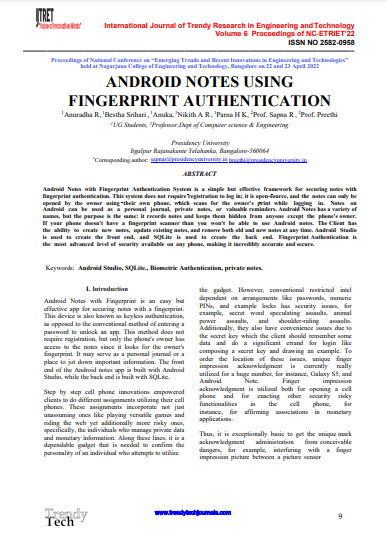 IJTRET
International Journal of Trendy Research in Engineering and Technology
Volume 6 Proceedings of NC-ETRIET'22
ISSN NO 2582-0958
Proceedings of National Conference on “Emerging Trends and Recent Innovations in Engineering and Technologies”
held at Nagarjuna College of Engineering and Technology, Bangalore on 22 and 23 April 2022
ANDROID NOTES USING
FINGERPRINT AUTHENTICATION
1Anuradha R, 1Bestha Srihari, 1Anuka, 1Nikith A R, 1Parna H K, 2Prof. Sapna R, 2Prof. Preethi
1UG Students, 2Professor,Dept of Computer science & Engineering
Presidency University
Itgalpur Rajanakunte Yelahanka, Bangalore-560064
*Corresponding author: sapnar@presidencyuniversity.in preethi@presidencyuniversity.in
ABSTRACT
Android Notes with Fingerprint Authentication System is a simple but effective framework for securing notes with
fingerprint authentication. This system does not require registration to log in; it is open-source, and the notes can only be
opened by the owner using their own phone, which scans for the owner's print while logging in. Notes on
Android can be used as a personal journal, private notes, or valuable reminders. Android Notes has a variety of
names, but the purpose is the same: it records notes and keeps them hidden from anyone except the phone's owner.
If your phone doesn't have a fingerprint scanner then you won't be able to use Android notes. The Client has
the ability to create new notes, update existing notes, and remove both old and new notes at any time. Android Studio
is used to create the front end, and SQLite is used to create the back end. Fingerprint Authentication is
the most advanced level of security available on any phone, making it incredibly accurate and secure.
Keywords: Android Studio, SQLite., Biometric Authentication, private notes.
I. Introduction
Android Notes with Fingerprint is an easy but
effective app for securing notes with a fingerprint.
This device is also known as keyless authentication,
as opposed to the conventional method of entering a
password to unlock an app. This method does not
require registration, but only the phone's owner has
access to the notes since it looks for the owner's
fingerprint. It may serve as a personal journal or a
place to jot down important information. The front
end of the Android notes app is built with Android
Studio, while the back end is built with SQLite.
Step by step cell phone innovations empowered
clients to do different assignments utilizing their cell
phones. These assignments incorporate not just
unassuming ones like playing versatile games and
riding the web yet additionally more risky ones,
specifically, the individuals who manage private data
and monetary information. Along these lines, it is a
dependable gadget that is needed to confirm the
personality of an individual who attempts to utilize
the gadget. However, conventional restricted intel
dependent on arrangements like passwords, numeric
PINs, and example locks has security issues, for
example, secret word speculating assaults, animal
power assaults, and shoulder-riding assaults.
Additionally, they also have convenience issues due to
the secret key which the client should remember some
data and do a significant errand for login like
composing a secret key and drawing an example. To
order the location of these issues, unique finger
impression acknowledgment is currently really
utilized for a huge number, for instance, Galaxy S5, and
Android Note. Finger impression
acknowledgment is utilized both for opening a cell
phone and for enacting other security risky
functionalities in the cell phone, for
instance, for affirming associations in monetary
applications.
Thus, it is exceptionally basic to get the unique mark
acknowledgment administration from conceivable
dangers, for example, interfering with a finger
impression picture between a picture sensor
Trendy
Tech
www.trendytechjournals.com
9